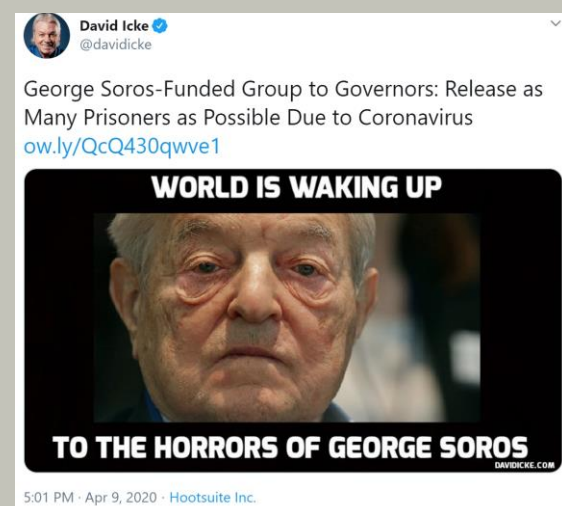 David Icke
@davidicke
George Soros-Funded Group to Governors: Release as
Many Prisoners as Possible Due to Coronavirus
ow.ly/QcQ430qwve1
WORLD IS WAKING UP
TO THE HORRORS OF GEORGE SOROS
DAVIDICKE.COM
5:01 PM · Apr 9, 2020 · Hootsuite Inc.